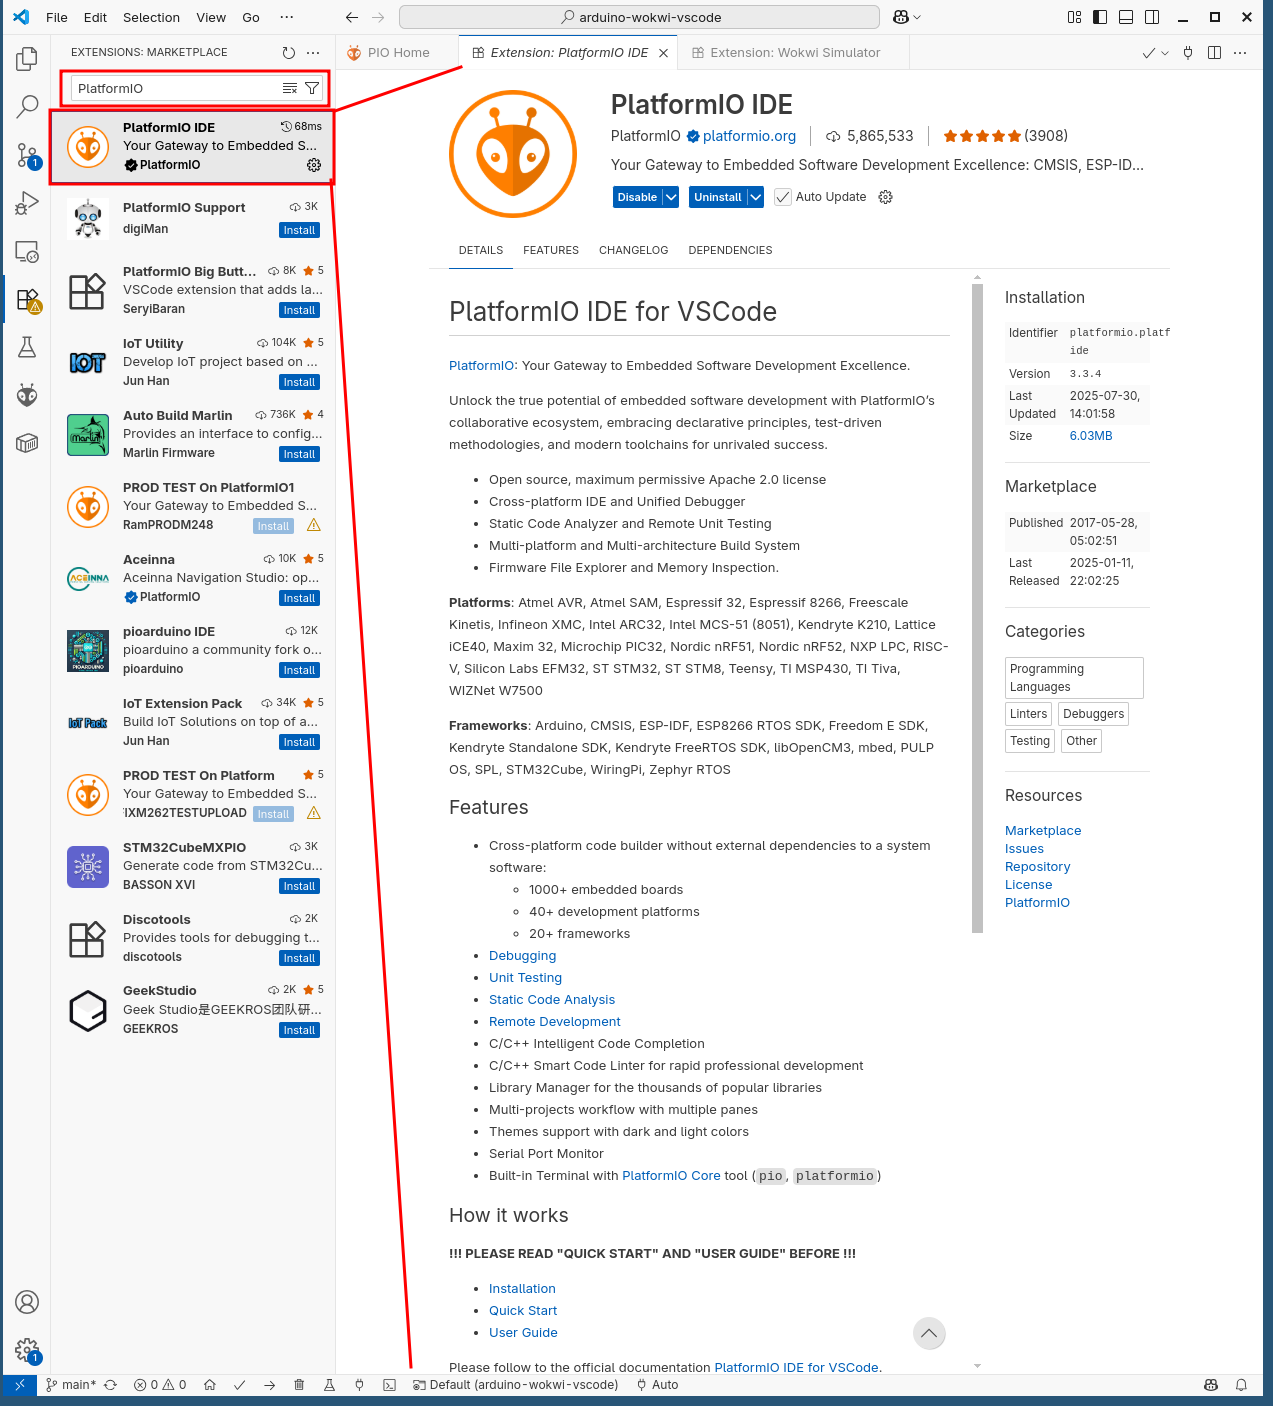 File Edit Selection View Go ··· arduino-wokwi-vscode
EXTENSIONS: MARKETPLACE
PIO Home
Extension: PlatformIO IDE
Extension: Wokwi Simulator
PlatformIO
PlatformIO IDE 68ms
Your Gateway to Embedded S...
PlatformIO
PlatformIO Support 3K
digiMan Install
PlatformIO Big Butt... 8K 5
VSCode extension that adds la...
SeryiBaran Install
IoT Utility 104K 5
IOT
Develop IoT project based on ...
Jun Han Install
Auto Build Marlin 736K 4
Marlin
Provides an interface to config...
Marlin Firmware Install
PROD TEST On PlatformIO1
Your Gateway to Embedded S...
RamPRODM248 Install
Aceinna 10K 5
ACEINNA
Aceinna Navigation Studio: op...
PlatformIO Install
pioarduino IDE 12K
PIOARDUINO
pioarduino a community fork o...
pioarduino Install
IoT Extension Pack 34K 5
IoT Pack
Build IoT Solutions on top of a...
Jun Han Install
PROD TEST On Platform 5
Your Gateway to Embedded S...
IXM262TESTUPLOAD Install
STM32CubeMXPIO 3K
Generate code from STM32Cu...
BASSON XVI Install
Discotools 2K
Provides tools for debugging t...
discotools Install
GeekStudio 2K 5
Geek Studio是GEEKROS团队研...
GEEKROS Install
PlatformIO IDE
PlatformIO platformio.org 5,865,533 (3908)
Your Gateway to Embedded Software Development Excellence: CMSIS, ESP-ID...
Disable Uninstall Auto Update
DETAILS FEATURES CHANGELOG DEPENDENCIES
PlatformIO IDE for VSCode
PlatformIO: Your Gateway to Embedded Software Development Excellence.
Unlock the true potential of embedded software development with PlatformIO’s
collaborative ecosystem, embracing declarative principles, test-driven
methodologies, and modern toolchains for unrivaled success.
• Open source, maximum permissive Apache 2.0 license
• Cross-platform IDE and Unified Debugger
• Static Code Analyzer and Remote Unit Testing
• Multi-platform and Multi-architecture Build System
• Firmware File Explorer and Memory Inspection.
Platforms: Atmel AVR, Atmel SAM, Espressif 32, Espressif 8266, Freescale
Kinetis, Infineon XMC, Intel ARC32, Intel MCS-51 (8051), Kendryte K210, Lattice
iCE40, Maxim 32, Microchip PIC32, Nordic nRF51, Nordic nRF52, NXP LPC, RISC-
V, Silicon Labs EFM32, ST STM32, ST STM8, Teensy, TI MSP430, TI Tiva,
WIZNet W7500
Frameworks: Arduino, CMSIS, ESP-IDF, ESP8266 RTOS SDK, Freedom E SDK,
Kendryte Standalone SDK, Kendryte FreeRTOS SDK, libOpenCM3, mbed, PULP
OS, SPL, STM32Cube, WiringPi, Zephyr RTOS
Features
• Cross-platform code builder without external dependencies to a system
software:
◦ 1000+ embedded boards
◦ 40+ development platforms
◦ 20+ frameworks
• Debugging
• Unit Testing
• Static Code Analysis
• Remote Development
• C/C++ Intelligent Code Completion
• C/C++ Smart Code Linter for rapid professional development
• Library Manager for the thousands of popular libraries
• Multi-projects workflow with multiple panes
• Themes support with dark and light colors
• Serial Port Monitor
• Built-in Terminal with PlatformIO Core tool (pio, platformio)
How it works
!!! PLEASE READ "QUICK START" AND "USER GUIDE" BEFORE !!!
• Installation
• Quick Start
• User Guide
Please follow to the official documentation PlatformIO IDE for VSCode.
Installation
Identifier platformio.platf
ide
Version 3.3.4
Last 2025-07-30,
Updated 14:01:58
Size 6.03MB
Marketplace
Published 2017-05-28,
05:02:51
Last 2025-01-11,
Released 22:02:25
Categories
Programming
Languages
Linters Debuggers
Testing Other
Resources
Marketplace
Issues
Repository
License
PlatformIO
1
1
main* 0 0 Default (arduino-wokwi-vscode) Auto